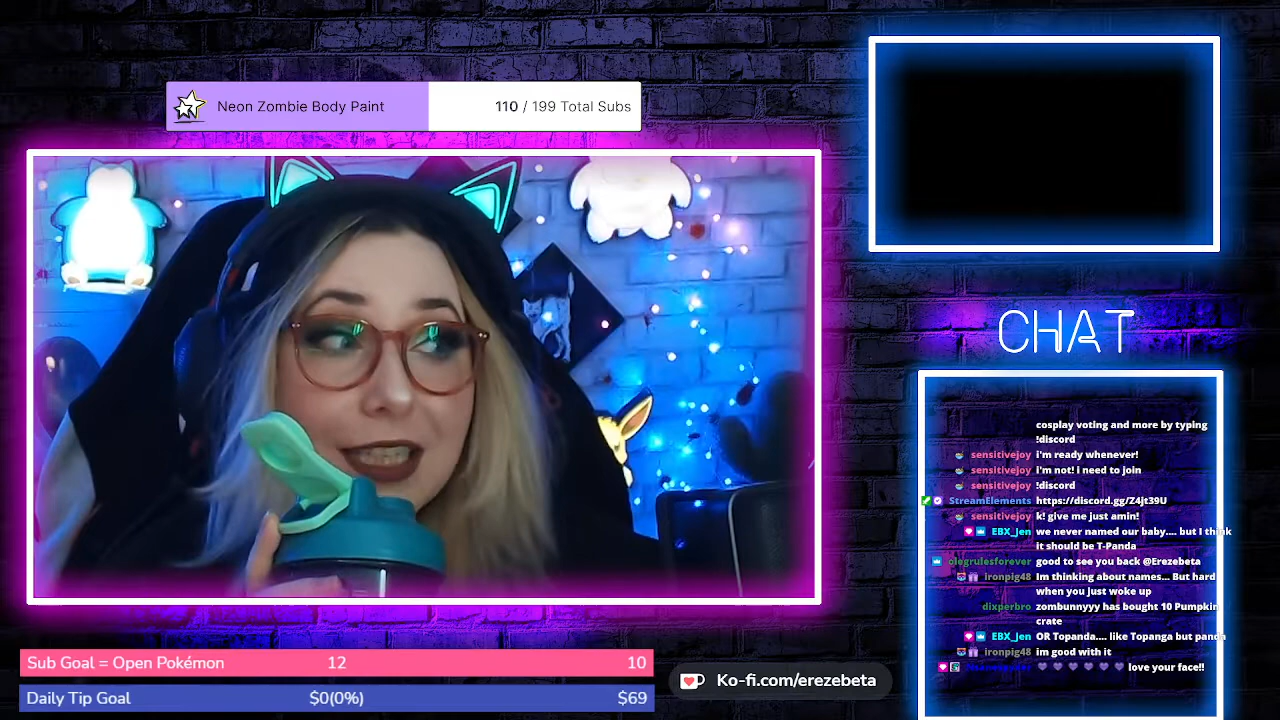 Neon Zombie Body Paint
110 / 199 Total Subs
CHAT
cosplay voting and more by typing
!discord
sensitivejoy i'm ready whenever!
sensitivejoy i'm not! i need to join
sensitivejoy !discord
StreamElements https://discord.gg/Z4jt39U
sensitivejoy k! give me just amin!
EBX_Jen we never named our baby.... but I think
it should be T-Panda
olegrulesforever good to see you back @Erezebeta
ironpig48 Im thinking about names... But hard
when you just woke up
dixperbro zombunnyyy has bought 10 Pumpkin
crate
EBX_Jen OR Topanda.... like Topanga but panda
ironpig48 im good with it
love your face!!
Sub Goal = Open Pokémon 12 10
Daily Tip Goal $0(0%) $69
Ko-fi.com/erezebeta